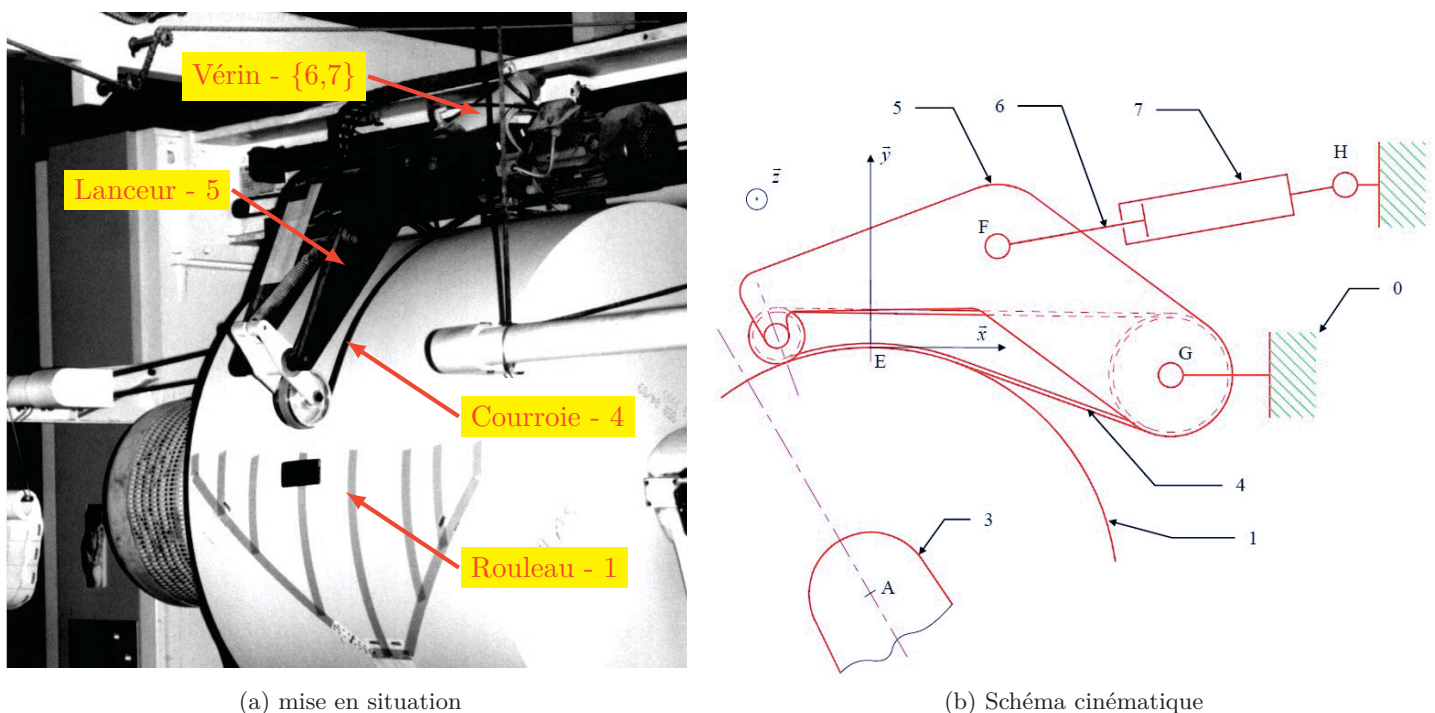 Vérin - {6,7}
Lanceur - 5
Courroie - 4
Rouleau - 1
(a) mise en situation
5
6
7
H
y
z
F
0
x
G
E
4
3
1
A
(b) Schéma cinématique